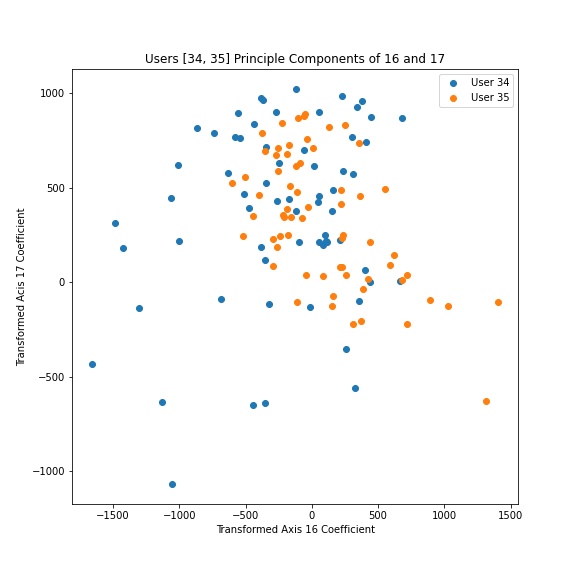 Users [34, 35] Principle Components of 16 and 17
User 34
User 35
1000
500
0
−500
−1000
Transformed Acis 17 Coefficient
−1500
−1000
−500
0
500
1000
1500
Transformed Axis 16 Coefficient